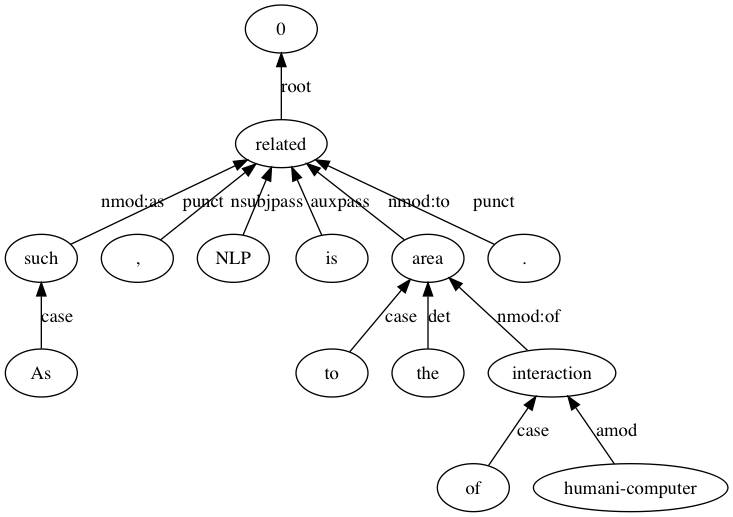 0
root
related
nmod:as punct nsubjpass auxpass nmod:to punct
such , NLP is area .
case case det nmod:of
As to the interaction
case amod
of humani-computer